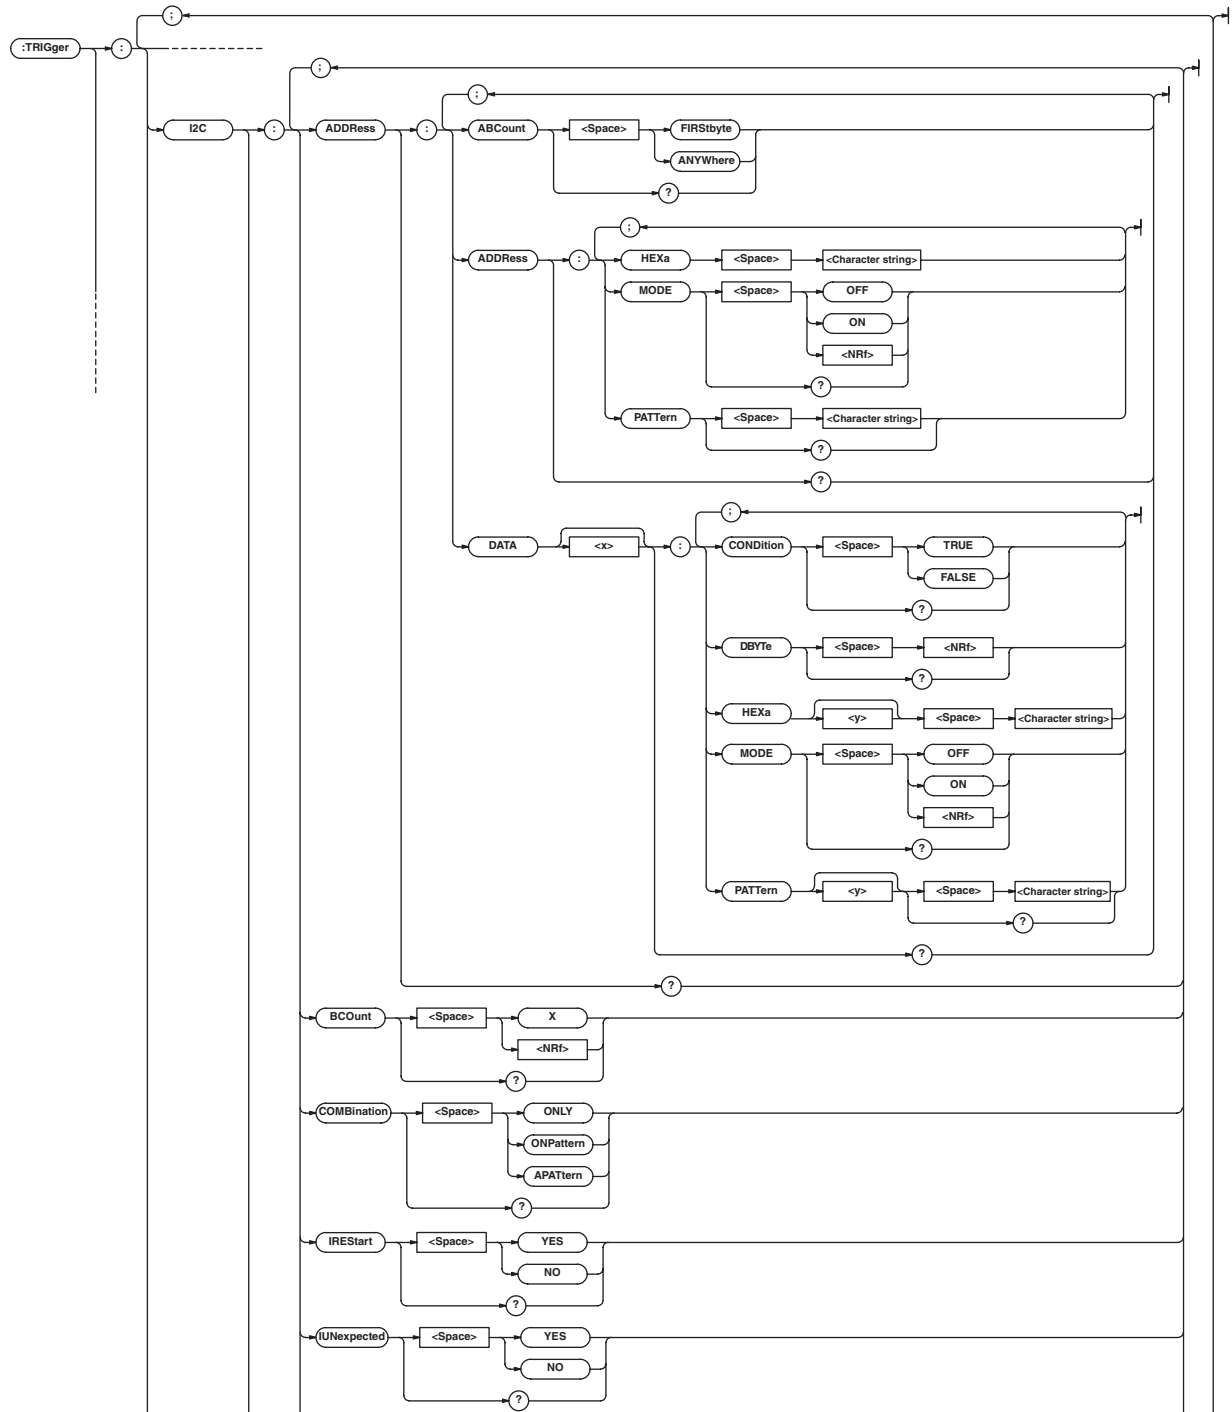 ;
:TRIGger :
;
;
I2C : ADDRess : ABCount <Space> FIRStbyte
ANYWhere
?
;
ADDRess : HEXa <Space> <Character string>
MODE <Space> OFF
ON
<NRf>
?
PATTern <Space> <Character string>
?
?
;
DATA <x> : CONDition <Space> TRUE
FALSE
?
DBYTe <Space> <NRf>
?
HEXa <y> <Space> <Character string>
MODE <Space> OFF
ON
<NRf>
?
PATTern <y> <Space> <Character string>
?
?
?
BCOunt <Space> X
<NRf>
?
COMBination <Space> ONLY
ONPattern
APATtern
?
IREStart <Space> YES
NO
?
IUNexpected <Space> YES
NO
?